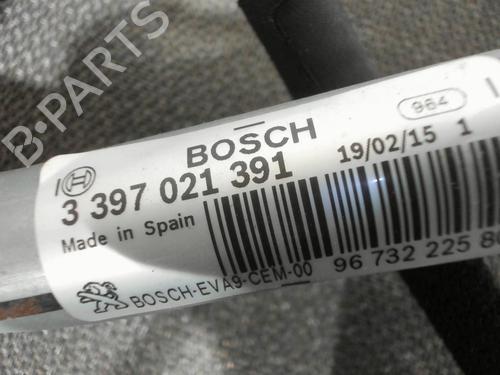 B-PARTS
964
BOSCH
19/02/15 1
3 397 021 391
Made in Spain
BOSCH-EVA9-CEM-00
96 732 225 8